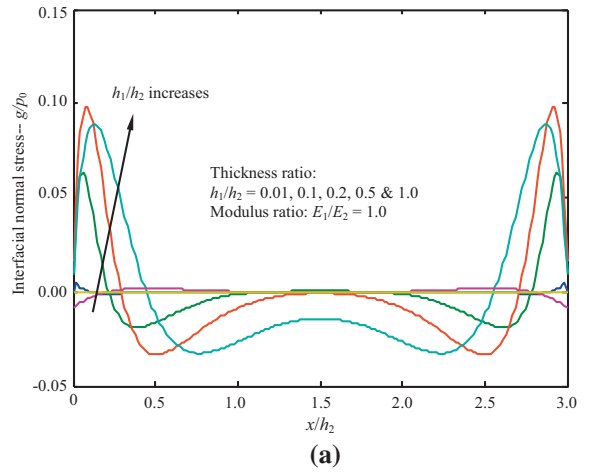 0.15
0.10
0.05
0.00
-0.05
Interfacial normal stress-- g/p0
h1/h2 increases
Thickness ratio:
h1/h2 = 0.01, 0.1, 0.2, 0.5 & 1.0
Modulus ratio: E1/E2 = 1.0
0 0.5 1.0 1.5 2.0 2.5 3.0
x/h2
(a)